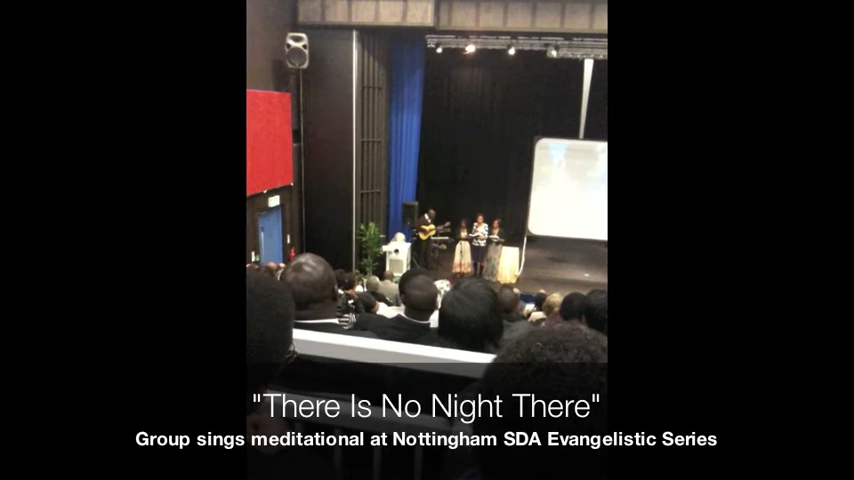 "There Is No Night There"
Group sings meditational at Nottingham SDA Evangelistic Series